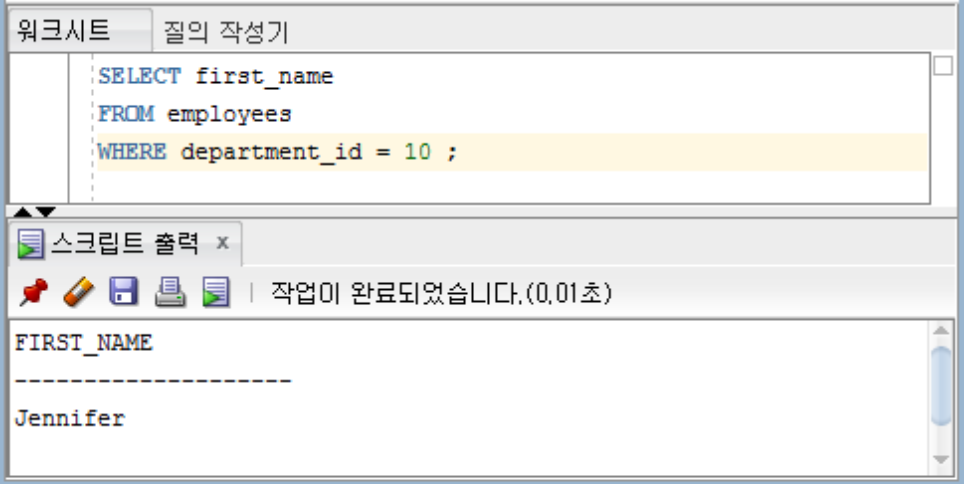 워크시트 질의 작성기
SELECT first_name
FROM employees
WHERE department_id = 10 ;
스크립트 출력 x
작업이 완료되었습니다.(0.01초)
FIRST_NAME
--------------------
Jennifer